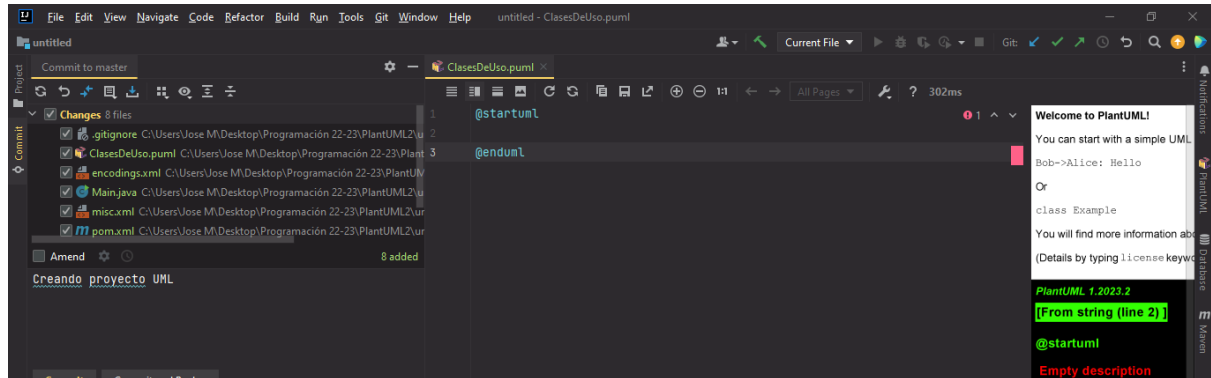 File Edit View Navigate Code Refactor Build Run Tools Git Window Help untitled - ClasesDeUso.puml
untitled
Current File
Git:
Project
Commit to master
ClasesDeUso.puml
Notifications
All Pages
? 302ms
Changes 8 files
.gitignore C:\Users\Jose M\Desktop\Programación 22-23\PlantUML2\u
ClasesDeUso.puml C:\Users\Jose M\Desktop\Programación 22-23\Plant
encodings.xml C:\Users\Jose M\Desktop\Programación 22-23\PlantUM
Main.java C:\Users\Jose M\Desktop\Programación 22-23\PlantUML2\u
misc.xml C:\Users\Jose M\Desktop\Programación 22-23\PlantUML2\ur
pom.xml C:\Users\Jose M\Desktop\Programación 22-23\PlantUML2\ur
Commit
Amend
8 added
Creando proyecto UML
1 @startuml
2
3 @enduml
1
Welcome to PlantUML!
You can start with a simple UML
Bob->Alice: Hello
Or
class Example
You will find more information abo
(Details by typing license keywo
PlantUML 1.2023.2
[From string (line 2) ]
@startuml
Empty description
PlantUML
Database
Maven